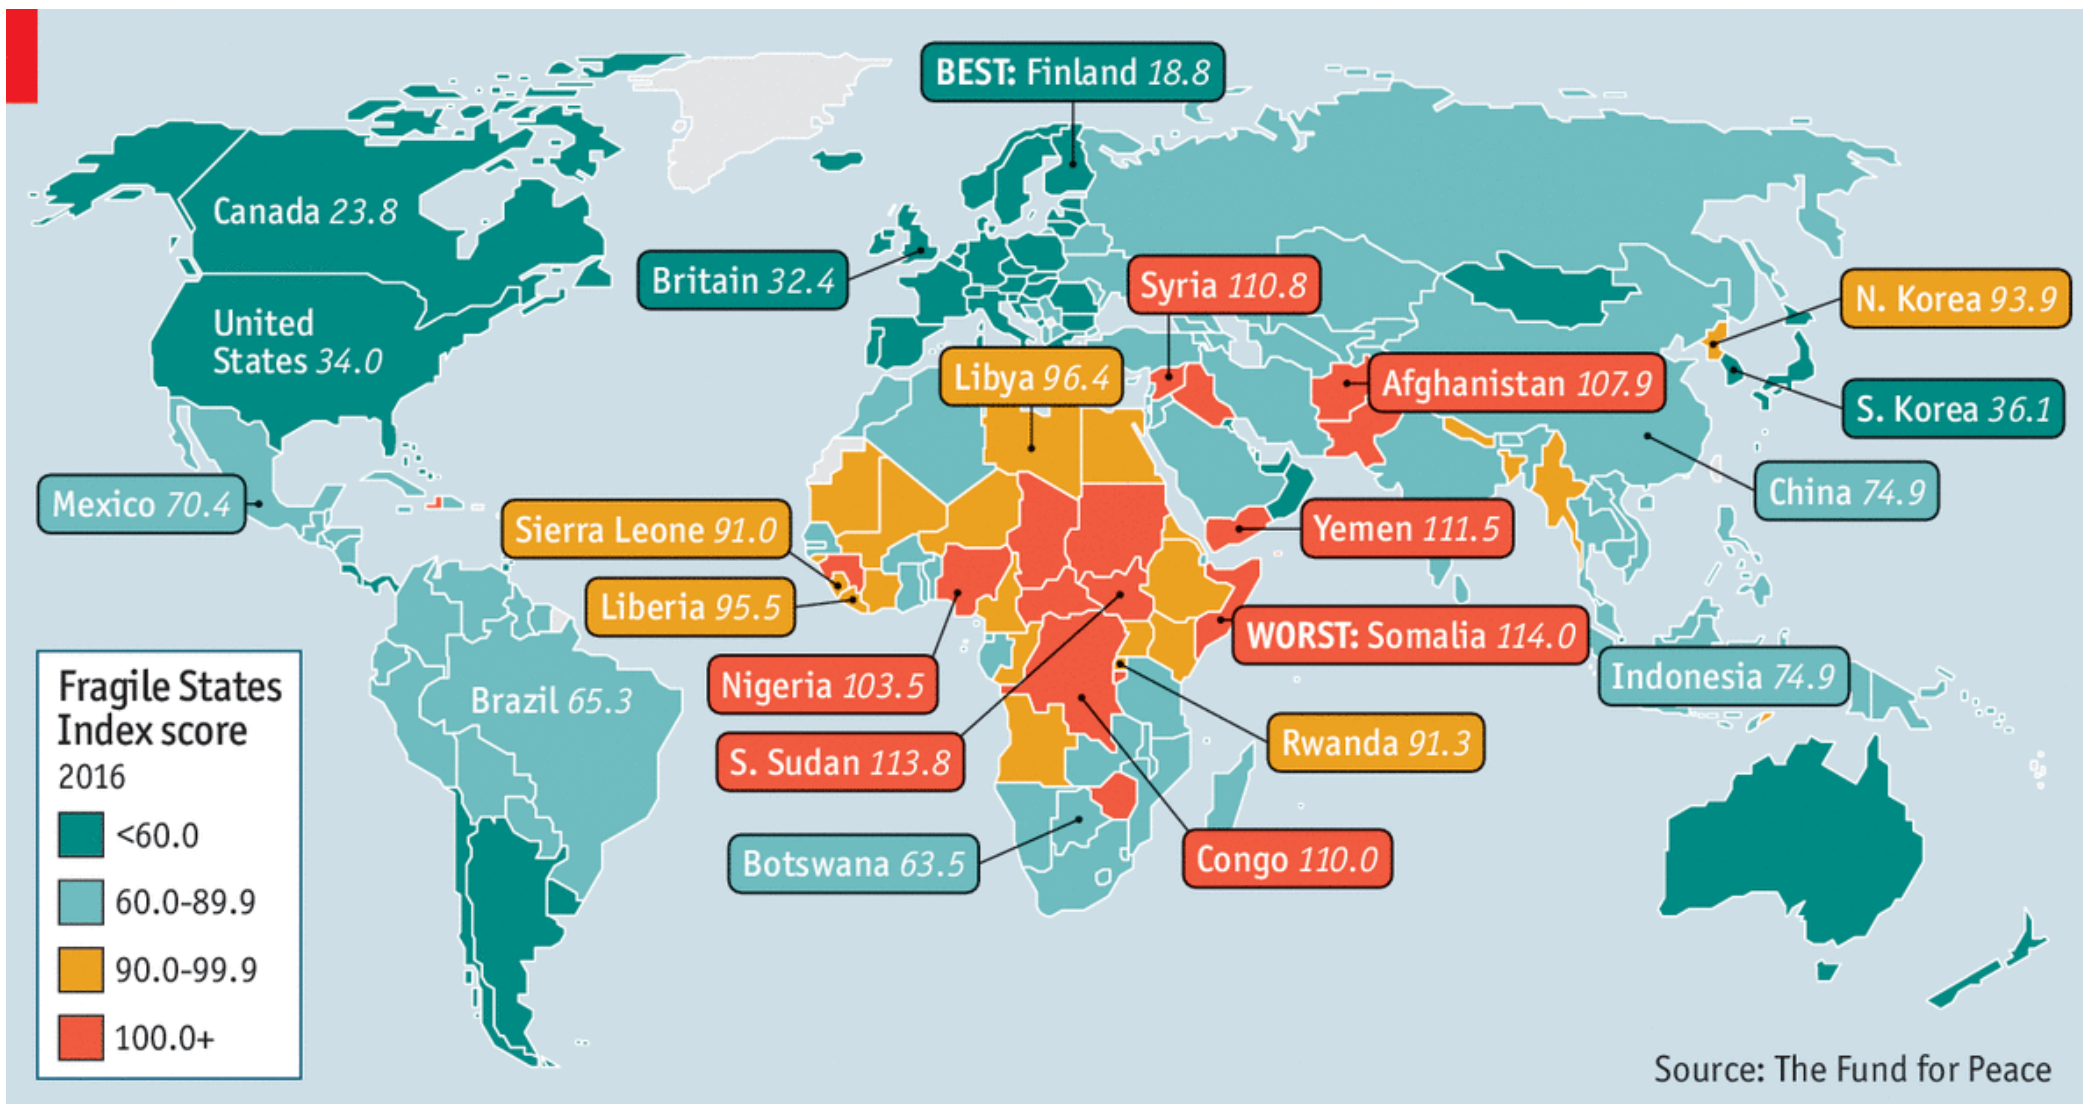 BEST: Finland 18.8
Canada 23.8
Britain 32.4
Syria 110.8
N. Korea 93.9
United
States 34.0
Libya 96.4
Afghanistan 107.9
S. Korea 36.1
Mexico 70.4
China 74.9
Sierra Leone 91.0
Yemen 111.5
Liberia 95.5
WORST: Somalia 114.0
Indonesia 74.9
Nigeria 103.5
Brazil 65.3
Rwanda 91.3
S. Sudan 113.8
Botswana 63.5
Congo 110.0
Fragile States
Index score
2016
<60.0
60.0-89.9
90.0-99.9
100.0+
Source: The Fund for Peace